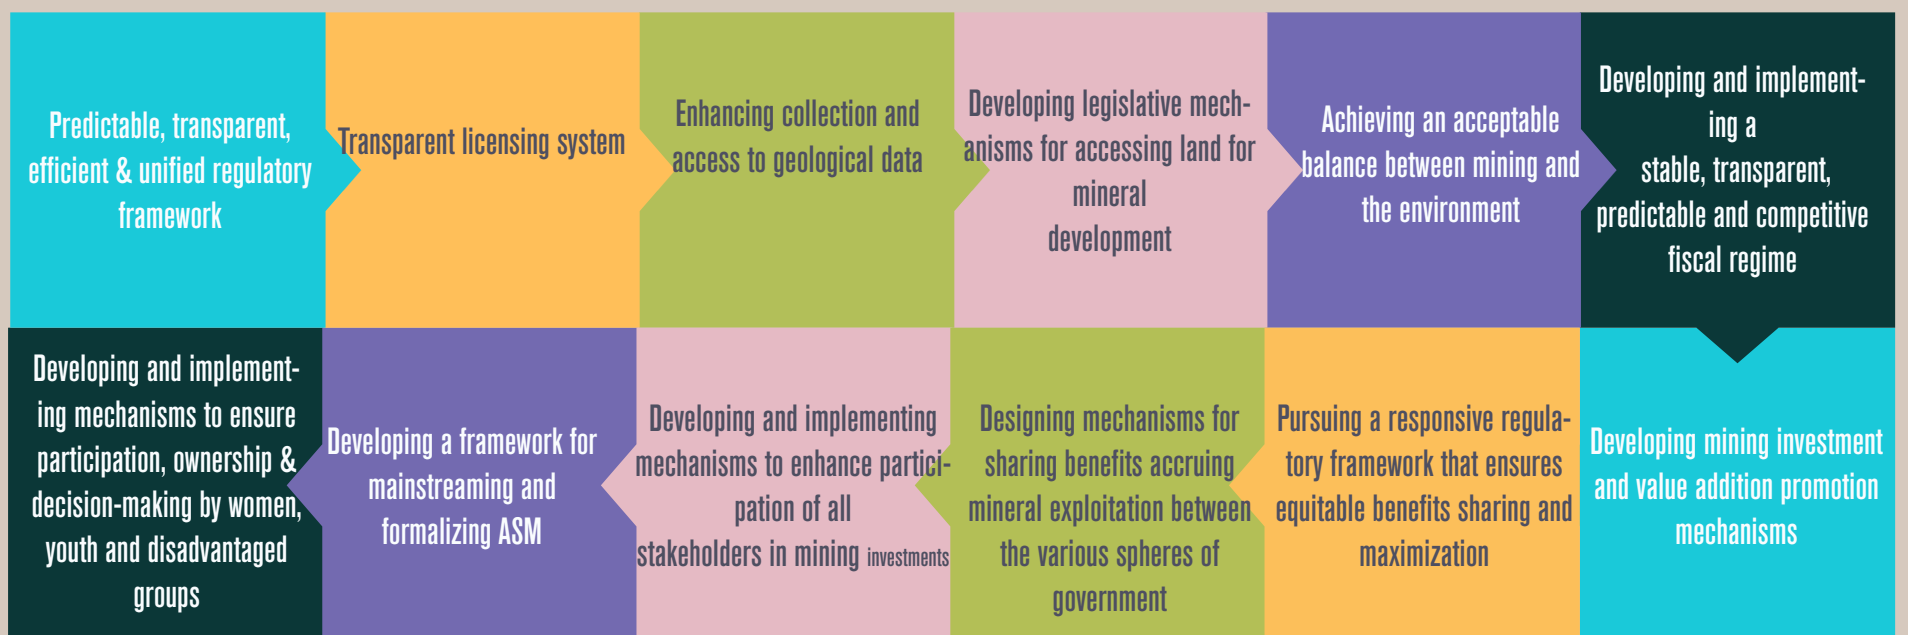 Predictable, transparent,
efficient & unified regulatory
framework
Transparent licensing system
Enhancing collection and
access to geological data
Developing legislative mech-
anisms for accessing land for
mineral
development
Achieving an acceptable
balance between mining and
the environment
Developing and implement-
ing a
stable, transparent,
predictable and competitive
fiscal regime
Developing mining investment
and value addition promotion
mechanisms
Pursuing a responsive regula-
tory framework that ensures
equitable benefits sharing and
maximization
Designing mechanisms for
sharing benefits accruing
mineral exploitation between
the various spheres of
government
Developing and implementing
mechanisms to enhance partici-
pation of all
stakeholders in mining investments
Developing a framework for
mainstreaming and
formalizing ASM
Developing and implement-
ing mechanisms to ensure
participation, ownership &
decision-making by women,
youth and disadvantaged
groups